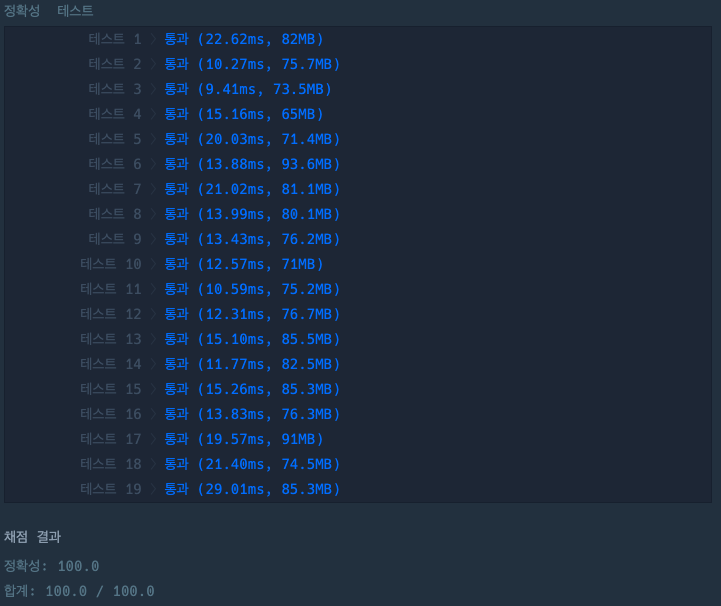 정확성 테스트
테스트 1 〉 통과 (22.62ms, 82MB)
테스트 2 〉 통과 (10.27ms, 75.7MB)
테스트 3 〉 통과 (9.41ms, 73.5MB)
테스트 4 〉 통과 (15.16ms, 65MB)
테스트 5 〉 통과 (20.03ms, 71.4MB)
테스트 6 〉 통과 (13.88ms, 93.6MB)
테스트 7 〉 통과 (21.02ms, 81.1MB)
테스트 8 〉 통과 (13.99ms, 80.1MB)
테스트 9 〉 통과 (13.43ms, 76.2MB)
테스트 10 〉 통과 (12.57ms, 71MB)
테스트 11 〉 통과 (10.59ms, 75.2MB)
테스트 12 〉 통과 (12.31ms, 76.7MB)
테스트 13 〉 통과 (15.10ms, 85.5MB)
테스트 14 〉 통과 (11.77ms, 82.5MB)
테스트 15 〉 통과 (15.26ms, 85.3MB)
테스트 16 〉 통과 (13.83ms, 76.3MB)
테스트 17 〉 통과 (19.57ms, 91MB)
테스트 18 〉 통과 (21.40ms, 74.5MB)
테스트 19 〉 통과 (29.01ms, 85.3MB)
채점 결과
정확성: 100.0
합계: 100.0 / 100.0